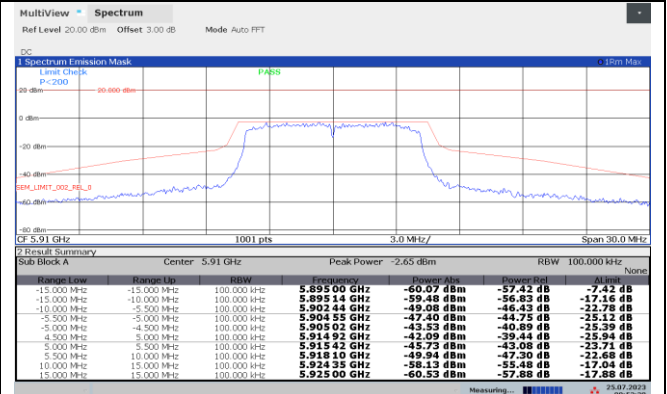 MultiView Spectrum
Ref Level 20.00 dBm Offset 3.00 dB Mode Auto FFT
DC
1 Spectrum Emission Mask 1Rm Max
Limit Check PASS
P<200
20 dBm 20.000 dBm
0 dBm
-20 dBm
-40 dBm
SEM_LIMIT_002_REL_0
-60 dBm
-80 dBm
CF 5.91 GHz 1001 pts 3.0 MHz/ Span 30.0 MHz
2 Result Summary
Sub Block A Center 5.91 GHz Peak Power -2.65 dBm RBW 100.000 kHz
None
Range Low Range Up RBW Frequency Power Abs Power Rel ΔLimit
-15.000 MHz -15.000 MHz 100.000 kHz 5.895 00 GHz -60.07 dBm -57.42 dB -7.42 dB
-15.000 MHz -10.000 MHz 100.000 kHz 5.895 14 GHz -59.48 dBm -56.83 dB -17.16 dB
-10.000 MHz -5.500 MHz 100.000 kHz 5.902 44 GHz -49.08 dBm -46.43 dB -22.78 dB
-5.500 MHz -5.000 MHz 100.000 kHz 5.904 55 GHz -47.40 dBm -44.75 dB -25.12 dB
-5.000 MHz -4.500 MHz 100.000 kHz 5.905 02 GHz -43.53 dBm -40.89 dB -25.39 dB
4.500 MHz 5.000 MHz 100.000 kHz 5.914 92 GHz -42.09 dBm -39.44 dB -25.94 dB
5.000 MHz 5.500 MHz 100.000 kHz 5.915 42 GHz -45.73 dBm -43.08 dB -23.71 dB
5.500 MHz 10.000 MHz 100.000 kHz 5.918 10 GHz -49.94 dBm -47.30 dB -22.68 dB
10.000 MHz 15.000 MHz 100.000 kHz 5.924 35 GHz -58.13 dBm -55.48 dB -17.04 dB
15.000 MHz 15.000 MHz 100.000 kHz 5.925 00 GHz -60.53 dBm -57.88 dB -17.88 dB
Measuring... 25.07.2023